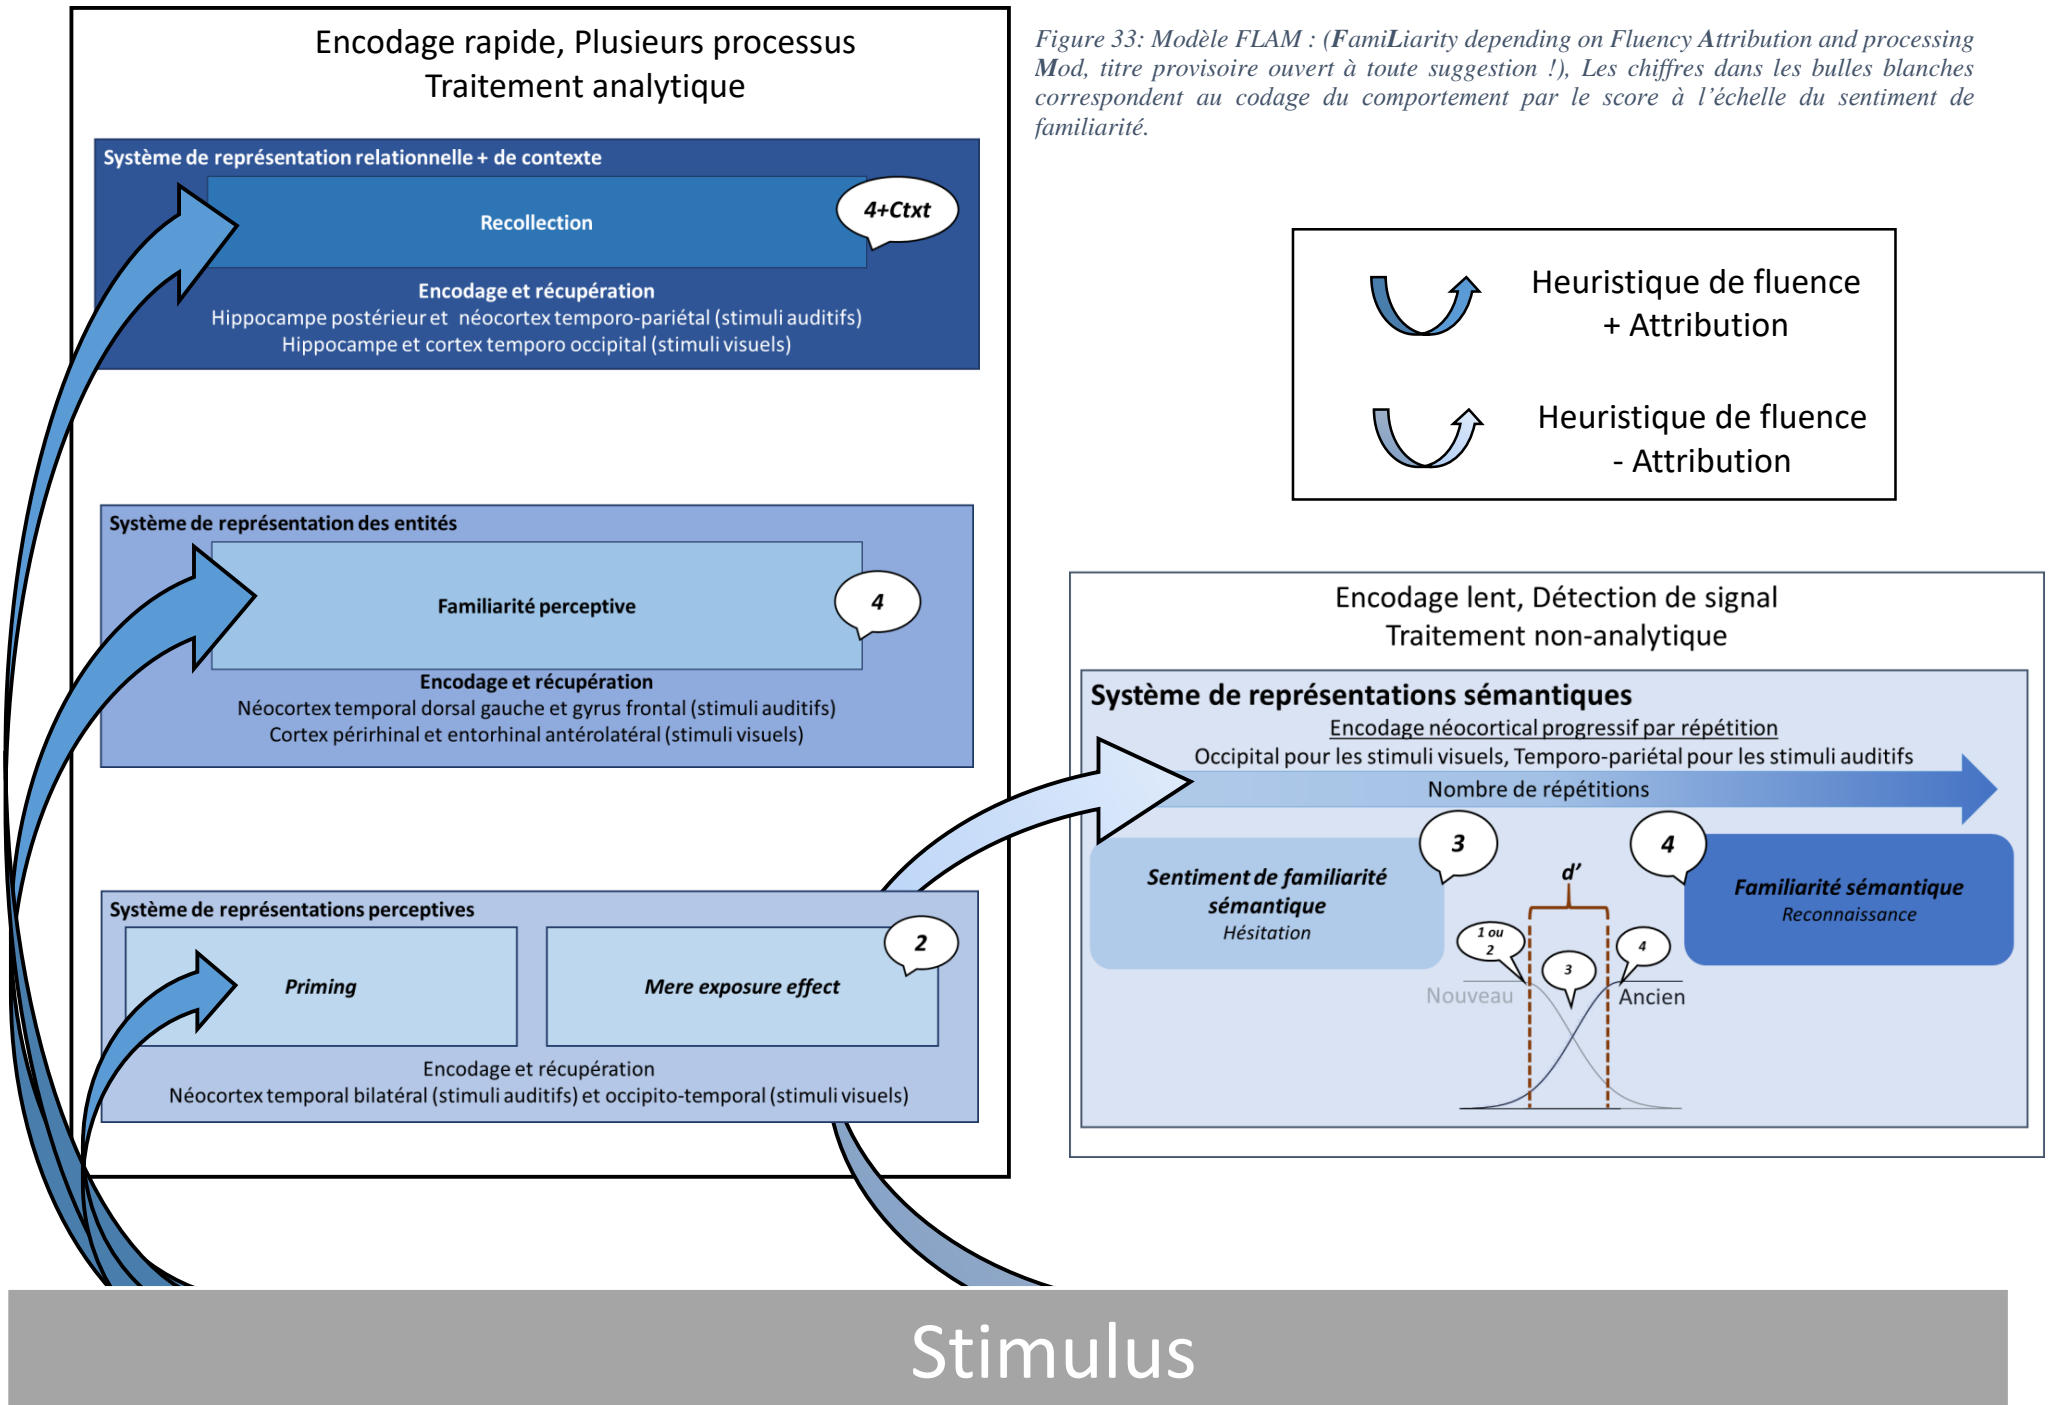 Encodage rapide, Plusieurs processus
Traitement analytique
Figure 33: Modèle FLAM : (FamiLiarity depending on Fluency Attribution and processing
Mod, titre provisoire ouvert à toute suggestion !), Les chiffres dans les bulles blanches
correspondent au codage du comportement par le score à l'échelle du sentiment de
familiarité.
Système de représentation relationnelle + de contexte
4+Ctxt
Recollection
Encodage et récupération
Hippocampe postérieur et néocortex temporo-pariétal (stimuli auditifs)
Hippocampe et cortex temporo occipital (stimuli visuels)
Heuristique de fluence
+ Attribution
Heuristique de fluence
- Attribution
Système de représentation des entités
Familiarité perceptive
4
Encodage et récupération
Néocortex temporal dorsal gauche et gyrus frontal (stimuli auditifs)
Cortex périrhinal et entorhinal antérolatéral (stimuli visuels)
Système de représentations perceptives
2
Priming
Mere exposure effect
Encodage et récupération
Néocortex temporal bilatéral (stimuli auditifs) et occipito-temporal (stimuli visuels)
Encodage lent, Détection de signal
Traitement non-analytique
Système de représentations sémantiques
Encodage néocortical progressif par répétition
Occipital pour les stimuli visuels, Temporo-pariétal pour les stimuli auditifs
Nombre de répétitions
3
4
Sentiment de familiarité
sémantique
Hésitation
d'
Familiarité sémantique
Reconnaissance
1 ou
2
3
4
Nouveau
Ancien
Stimulus